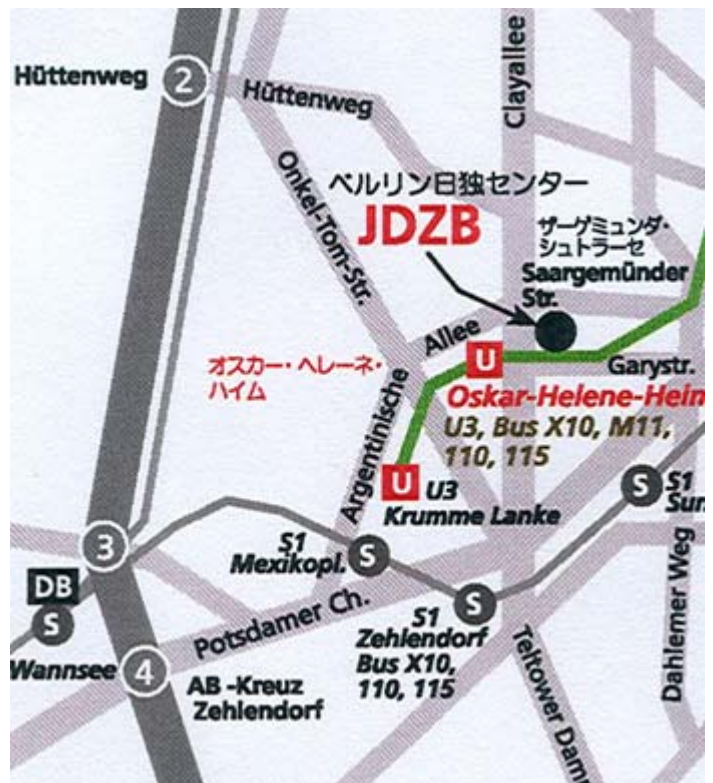 Hüttenweg
2
Hüttenweg
Clayallee
Onkel-Tom-Str.
ベルリン日独センター
JDZB
ザーゲミュンダ・
シュトラーセ
Saargemünder
Str.
Allee
Argentinische
オスカー・ヘレーネ・
ハイム
U
Garystr.
Oskar-Helene-Hein
U3, Bus X10, M11,
110, 115
U
U3
Krumme Lanke
S
S1
Sun
3
S1
Mexikopl.
S
DB
S
Wannsee
4
Potsdamer Ch.
AB -Kreuz
Zehlendorf
S
S1
Zehlendorf
Bus X10,
110, 115
Teltower Dam
Dahlemer Weg